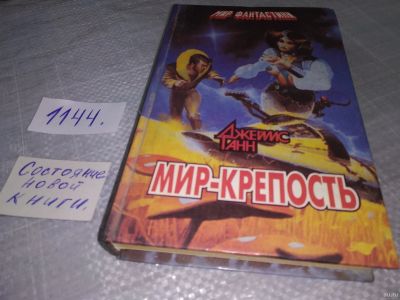 МИР ФАНТАСТИКИ
1144.
ДЖЕЙМС
ГАНН
МИР-КРЕПОСТЬ
Состояние
новой
книги.